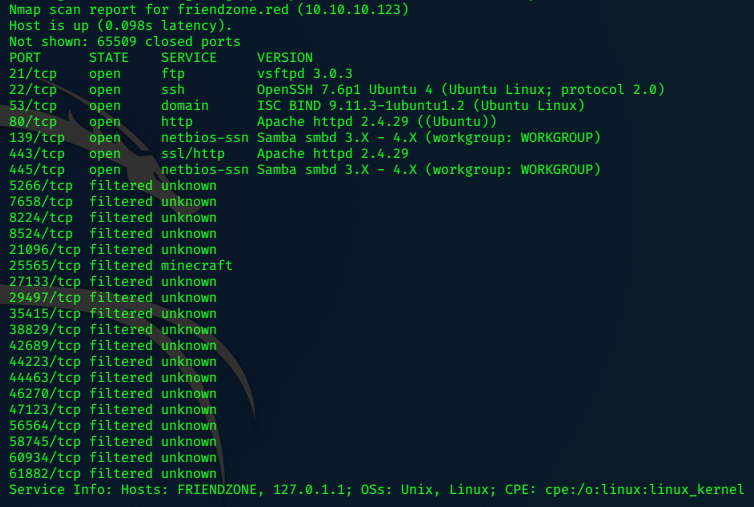 Nmap scan report for friendzone.red (10.10.10.123)
Host is up (0.098s latency).
Not shown: 65509 closed ports
PORT      STATE    SERVICE     VERSION
21/tcp    open     ftp         vsftpd 3.0.3
22/tcp    open     ssh         OpenSSH 7.6p1 Ubuntu 4 (Ubuntu Linux; protocol 2.0)
53/tcp    open     domain      ISC BIND 9.11.3-1ubuntu1.2 (Ubuntu Linux)
80/tcp    open     http        Apache httpd 2.4.29 ((Ubuntu))
139/tcp   open     netbios-ssn Samba smbd 3.X - 4.X (workgroup: WORKGROUP)
443/tcp   open     ssl/http    Apache httpd 2.4.29
445/tcp   open     netbios-ssn Samba smbd 3.X - 4.X (workgroup: WORKGROUP)
5266/tcp  filtered unknown
7658/tcp  filtered unknown
8224/tcp  filtered unknown
8524/tcp  filtered unknown
21096/tcp filtered unknown
25565/tcp filtered minecraft
27133/tcp filtered unknown
29497/tcp filtered unknown
35415/tcp filtered unknown
38829/tcp filtered unknown
42689/tcp filtered unknown
44223/tcp filtered unknown
44463/tcp filtered unknown
46270/tcp filtered unknown
47123/tcp filtered unknown
56564/tcp filtered unknown
58745/tcp filtered unknown
60934/tcp filtered unknown
61882/tcp filtered unknown
Service Info: Hosts: FRIENDZONE, 127.0.1.1; OSs: Unix, Linux; CPE: cpe:/o:linux:linux_kernel